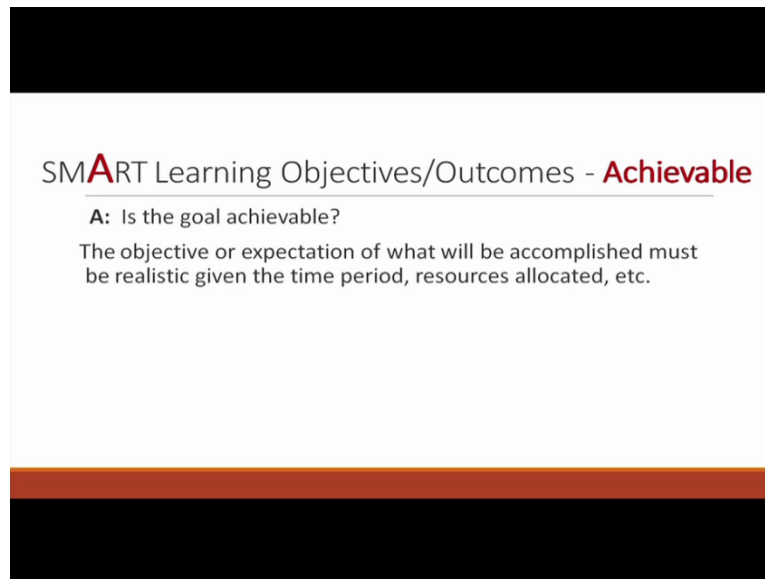 SMART Learning Objectives/Outcomes - Achievable
A: Is the goal achievable?
The objective or expectation of what will be accomplished must
be realistic given the time period, resources allocated, etc.